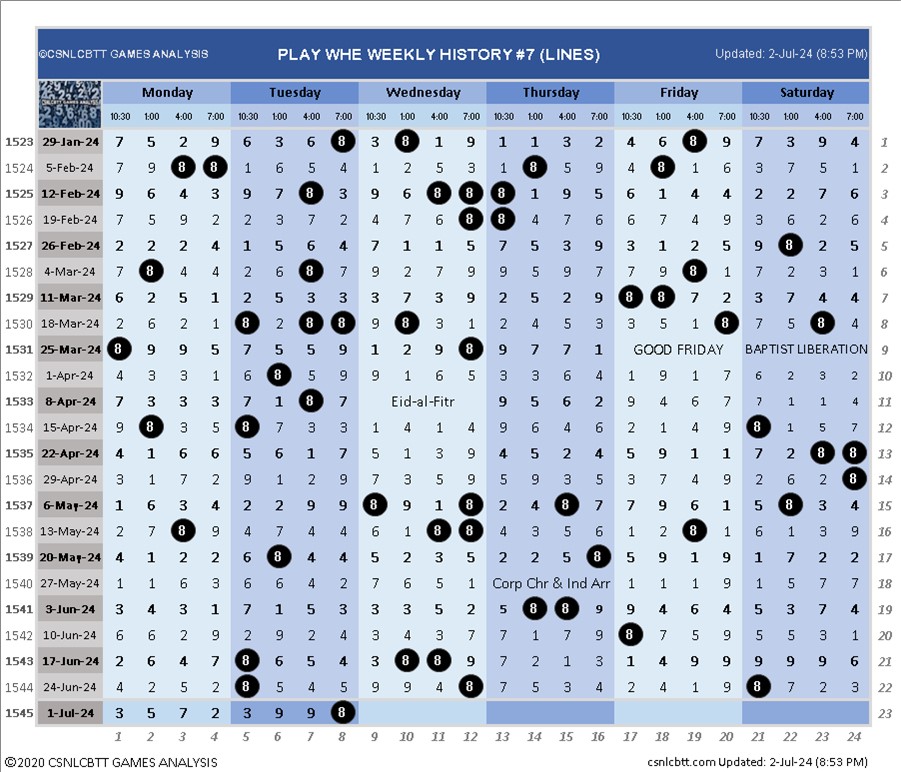 ©CSNLCBTT GAMES ANALYSIS PLAY WHE WEEKLY HISTORY #7 (LINES) Updated: 2-Jul-24 (8:53 PM)
CSNLCBTT GAMES ANALYSIS
Monday Tuesday Wednesday Thursday Friday Saturday
10:30 1:00 4:00 7:00 10:30 1:00 4:00 7:00 10:30 1:00 4:00 7:00 10:30 1:00 4:00 7:00 10:30 1:00 4:00 7:00 10:30 1:00 4:00 7:00
1523 29-Jan-24 7 5 2 9 6 3 6 8 3 8 1 9 1 1 3 2 4 6 8 9 7 3 9 4 1
1524 5-Feb-24 7 9 8 8 1 6 5 4 1 2 5 3 1 8 5 9 4 8 1 6 3 7 5 1 2
1525 12-Feb-24 9 6 4 3 9 7 8 3 9 6 8 8 8 1 9 5 6 1 4 4 2 2 7 6 3
1526 19-Feb-24 7 5 9 2 2 3 7 2 4 7 6 8 8 4 7 6 6 7 4 9 3 6 2 6 4
1527 26-Feb-24 2 2 2 4 1 5 6 4 7 1 1 5 7 5 3 9 3 1 2 5 9 8 2 5 5
1528 4-Mar-24 7 8 4 4 2 6 8 7 9 2 7 9 9 5 9 7 7 9 8 1 7 2 3 1 6
1529 11-Mar-24 6 2 5 1 2 5 3 3 3 7 3 9 2 5 2 9 8 8 7 2 3 7 4 4 7
1530 18-Mar-24 2 6 2 1 8 2 8 8 9 8 3 1 2 4 5 3 3 5 1 8 7 5 8 4 8
1531 25-Mar-24 8 9 9 5 7 5 5 9 1 2 9 8 9 7 7 1 GOOD FRIDAY BAPTIST LIBERATION 9
1532 1-Apr-24 4 3 3 1 6 8 5 9 9 1 6 5 3 3 6 4 1 9 1 7 6 2 3 2 10
1533 8-Apr-24 7 3 3 3 7 1 8 7 Eid-al-Fitr 9 5 6 2 9 4 6 7 7 1 1 4 11
1534 15-Apr-24 9 8 3 5 8 7 3 3 1 4 1 4 9 6 4 6 2 1 4 9 8 1 5 7 12
1535 22-Apr-24 4 1 6 6 5 6 1 7 5 1 3 9 4 5 2 4 5 9 1 1 7 2 8 8 13
1536 29-Apr-24 3 1 7 2 9 1 2 9 7 3 5 9 5 9 3 5 3 7 4 9 2 6 2 8 14
1537 6-May-24 1 6 3 4 2 2 9 9 8 9 1 8 2 4 8 7 7 9 6 1 5 8 3 4 15
1538 13-May-24 2 7 8 9 4 7 4 4 6 1 8 8 4 3 5 6 1 2 8 4 6 1 3 9 16
1539 20-May-24 4 1 2 2 6 8 4 4 5 2 3 5 2 2 5 8 5 9 1 9 1 7 2 2 17
1540 27-May-24 1 1 6 3 6 6 4 2 7 6 5 1 Corp Chr & Ind Arr 1 1 1 9 1 5 7 7 18
1541 3-Jun-24 3 4 3 1 7 1 5 3 3 3 5 2 5 8 8 9 9 4 6 4 5 3 7 4 19
1542 10-Jun-24 6 6 2 9 2 9 2 4 3 4 3 7 7 1 7 9 8 7 5 9 5 5 3 1 20
1543 17-Jun-24 2 6 4 7 8 6 5 4 3 8 8 9 7 2 1 3 1 4 9 9 9 9 9 6 21
1544 24-Jun-24 4 2 5 2 8 5 4 5 9 9 4 8 7 5 3 4 2 4 1 9 8 7 2 3 22
1545 1-Jul-24 3 5 7 2 3 9 9 8 23
1 2 3 4 5 6 7 8 9 10 11 12 13 14 15 16 17 18 19 20 21 22 23 24
©2020 CSNLCBTT GAMES ANALYSIS csnlcbtt.com Updated: 2-Jul-24 (8:53 PM)